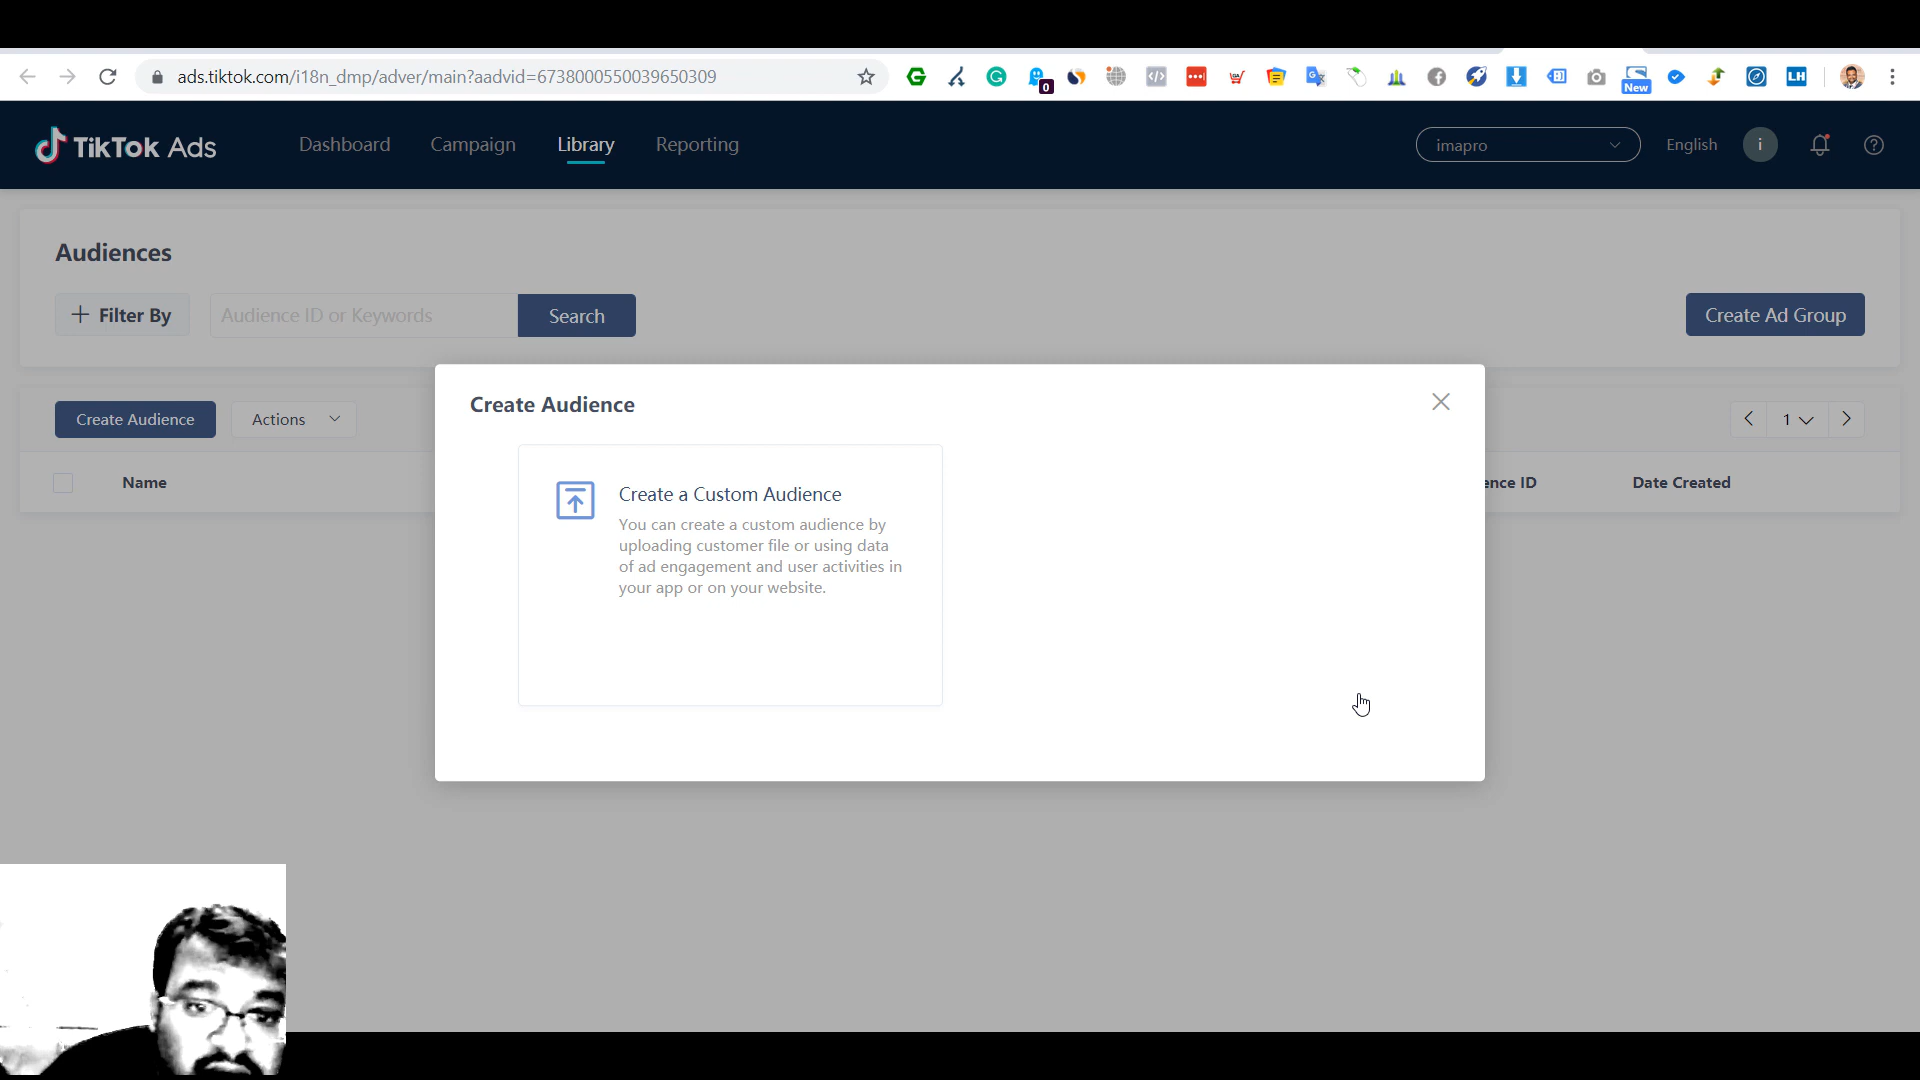 ads.tiktok.com/i18n_dmp/adver/main?aadvid=6738000550039650309
0
New
LH
TikTok Ads
Dashboard
Campaign
Library
Reporting
imapro
English
i
Audiences
+ Filter By
Audience ID or Keywords
Search
Create Ad Group
Create Audience
Actions
1
Name
ence ID
Date Created
Create Audience
Create a Custom Audience
You can create a custom audience by
uploading customer file or using data
of ad engagement and user activities in
your app or on your website.